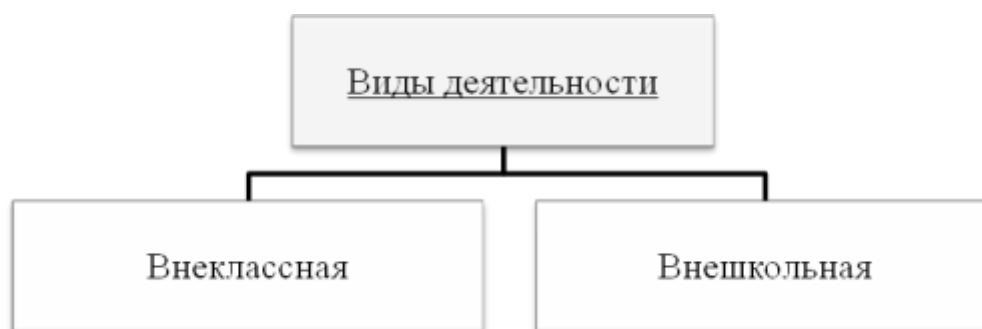 Виды деятельности
Внеклассная
Внешкольная